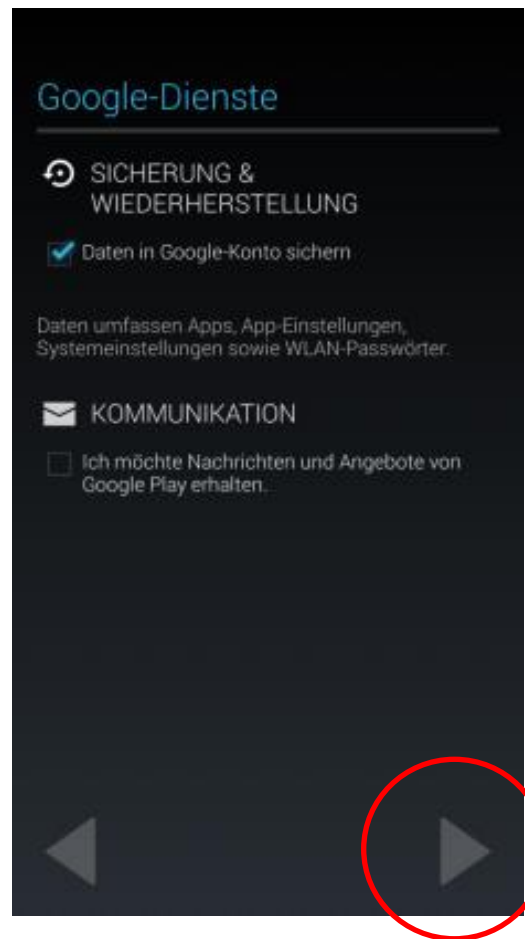 Google-Dienste
SICHERUNG &
WIEDERHERSTELLUNG
Daten in Google-Konto sichern
Daten umfassen Apps, App-Einstellungen,
Systemeinstellungen sowie WLAN-Passwörter.
KOMMUNIKATION
Ich möchte Nachrichten und Angebote von
Google Play erhalten.